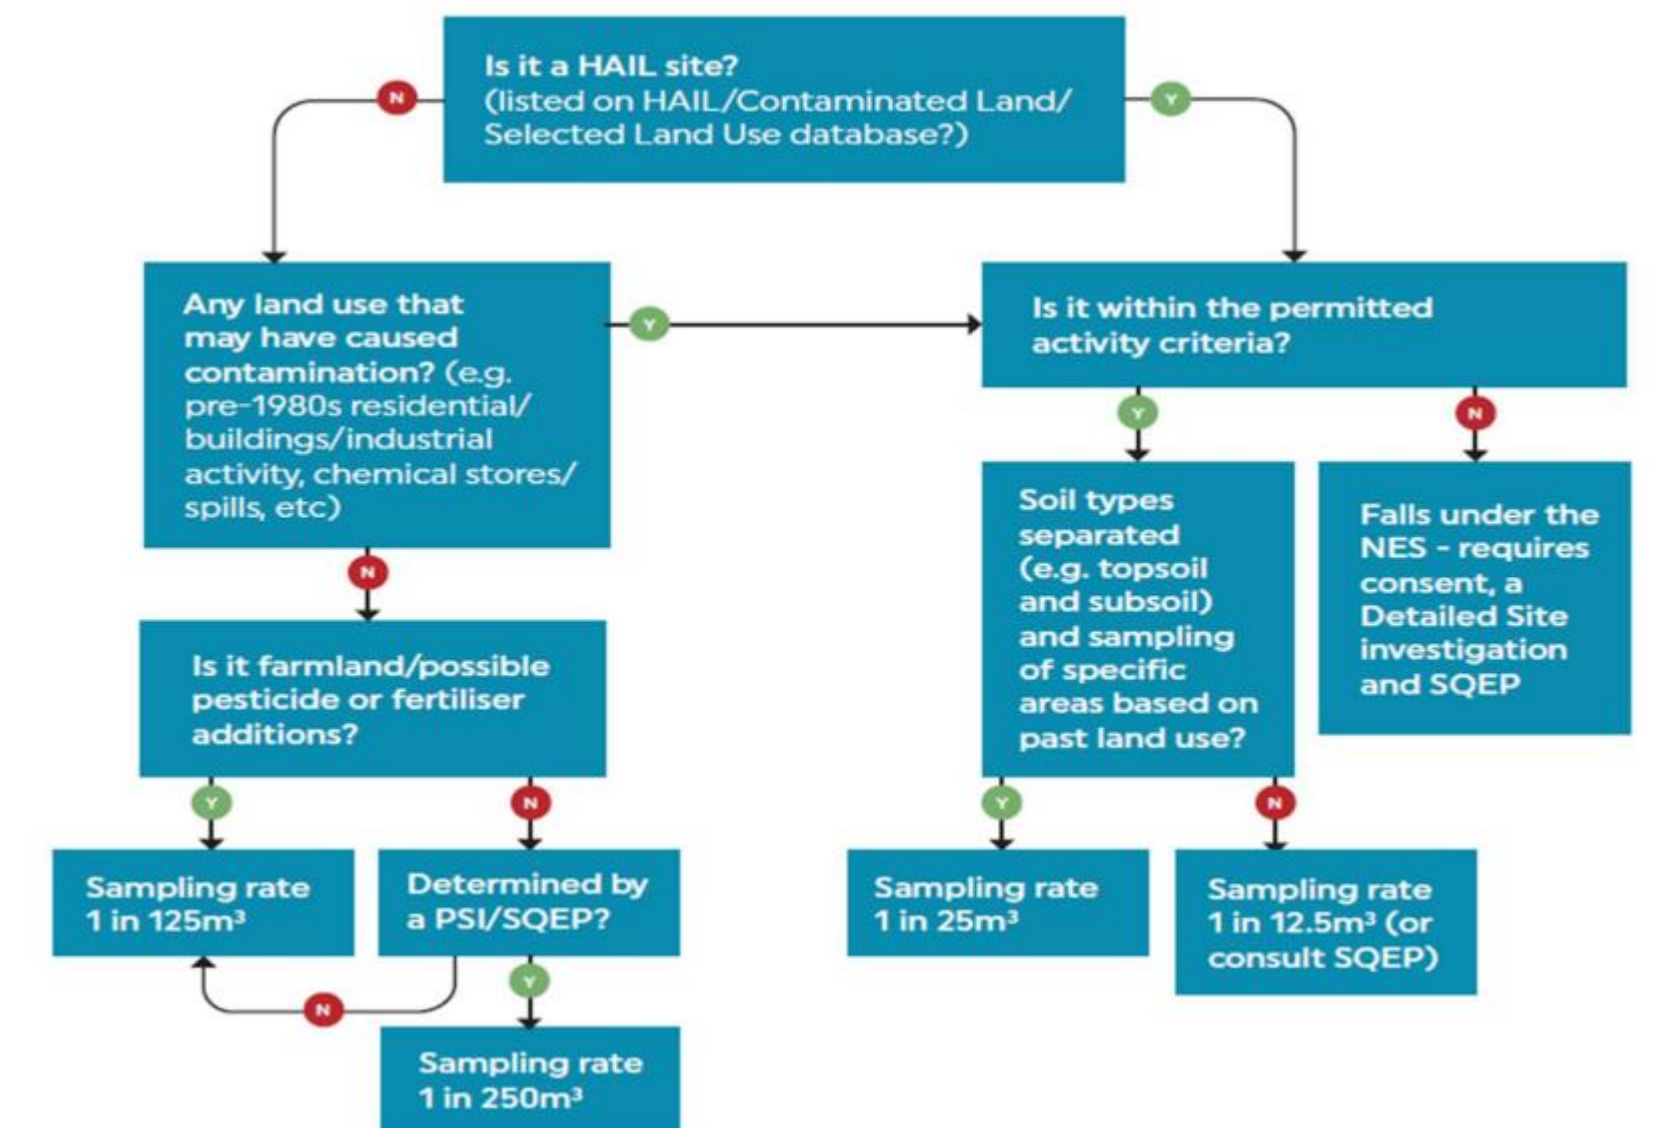 Is it a HAIL site?
(listed on HAIL/Contaminated Land/
Selected Land Use database?)
N
Y
Any land use that
may have caused
contamination? (e.g.
pre-1980s residential/
buildings/industrial
activity, chemical stores/
spills, etc)
Y
Is it within the permitted
activity criteria?
N
Y
N
Is it farmland/possible
pesticide or fertiliser
additions?
Soil types
separated
(e.g. topsoil
and subsoil)
and sampling
of specific
areas based on
past land use?
Falls under the
NES - requires
consent, a
Detailed Site
investigation
and SQEP
Y
N
Y
N
Sampling rate
1 in 125m³
Determined by
a PSI/SQEP?
Sampling rate
1 in 25m³
Sampling rate
1 in 12.5m³ (or
consult SQEP)
N
Y
Sampling rate
1 in 250m³